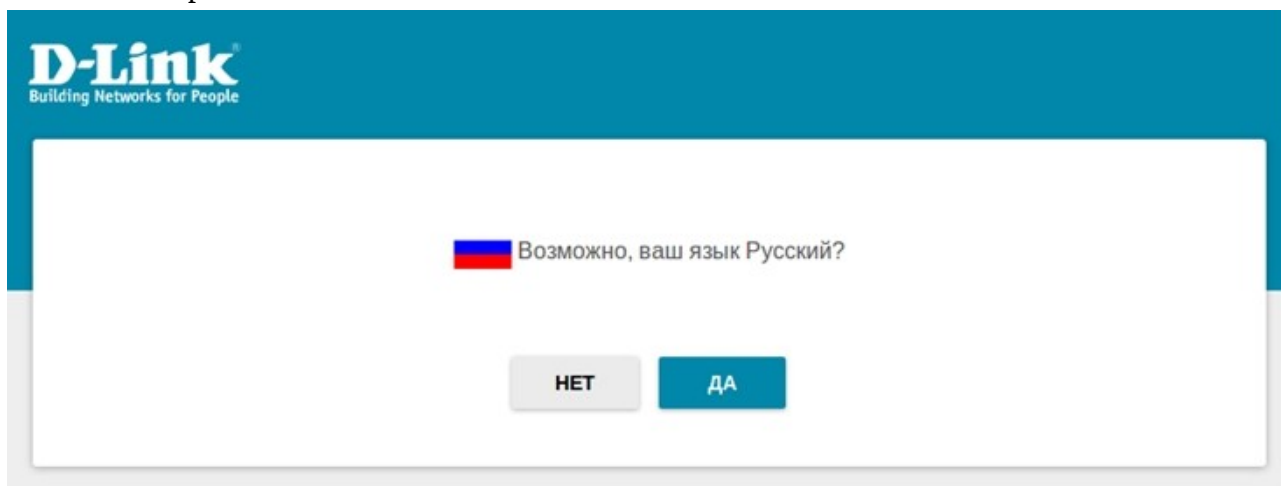 D-Link®
Building Networks for People
Возможно, ваш язык Русский?
НЕТ
ДА